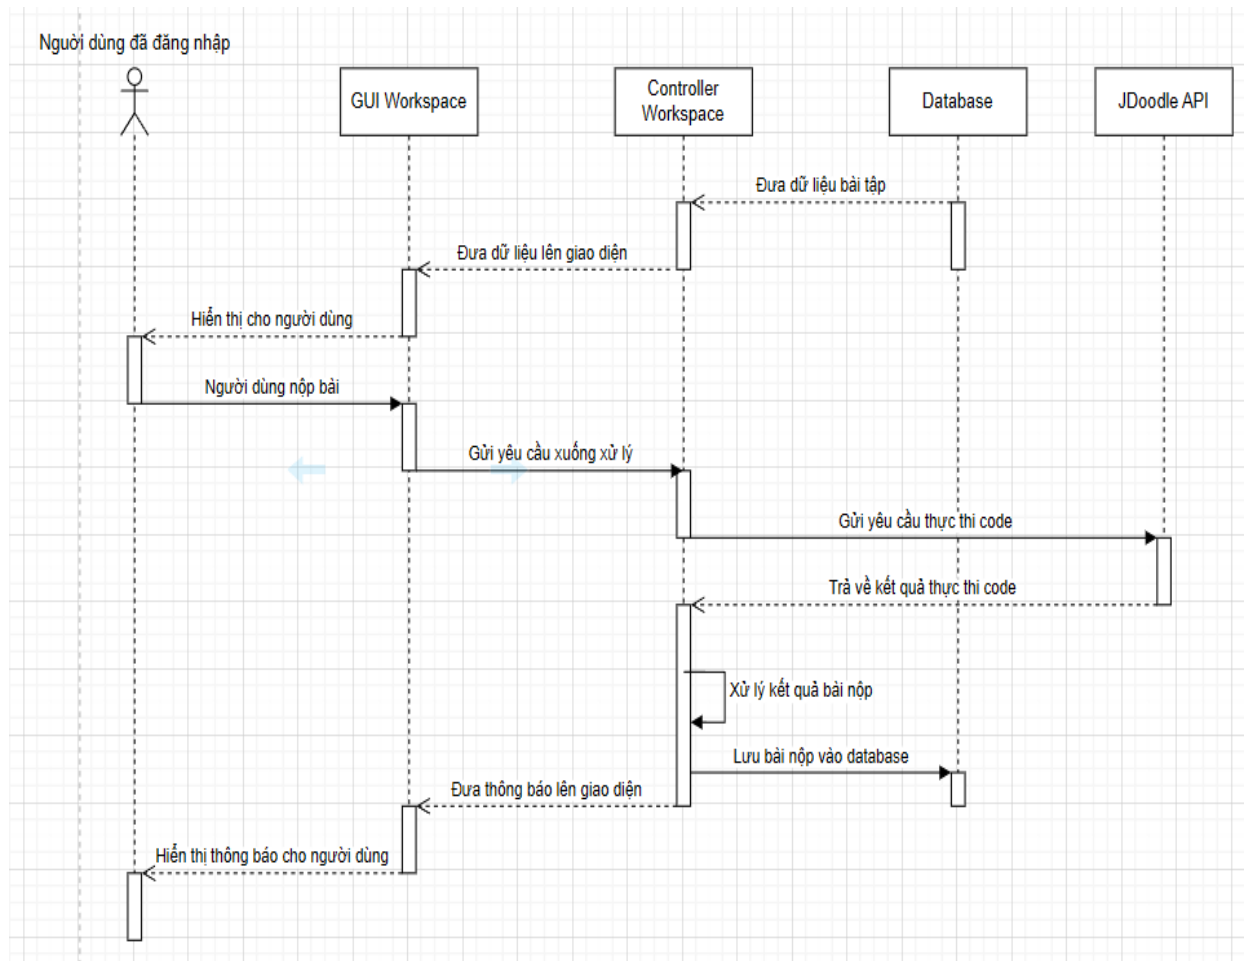 Người dùng đã đăng nhập
GUI Workspace
Controller
Workspace
Database
JDoodle API
Đưa dữ liệu bài tập
Đưa dữ liệu lên giao diện
Hiển thị cho người dùng
Người dùng nộp bài
Gửi yêu cầu xuống xử lý
Gửi yêu cầu thực thi code
Trả về kết quả thực thi code
Xử lý kết quả bài nộp
Lưu bài nộp vào database
Đưa thông báo lên giao diện
Hiển thị thông báo cho người dùng